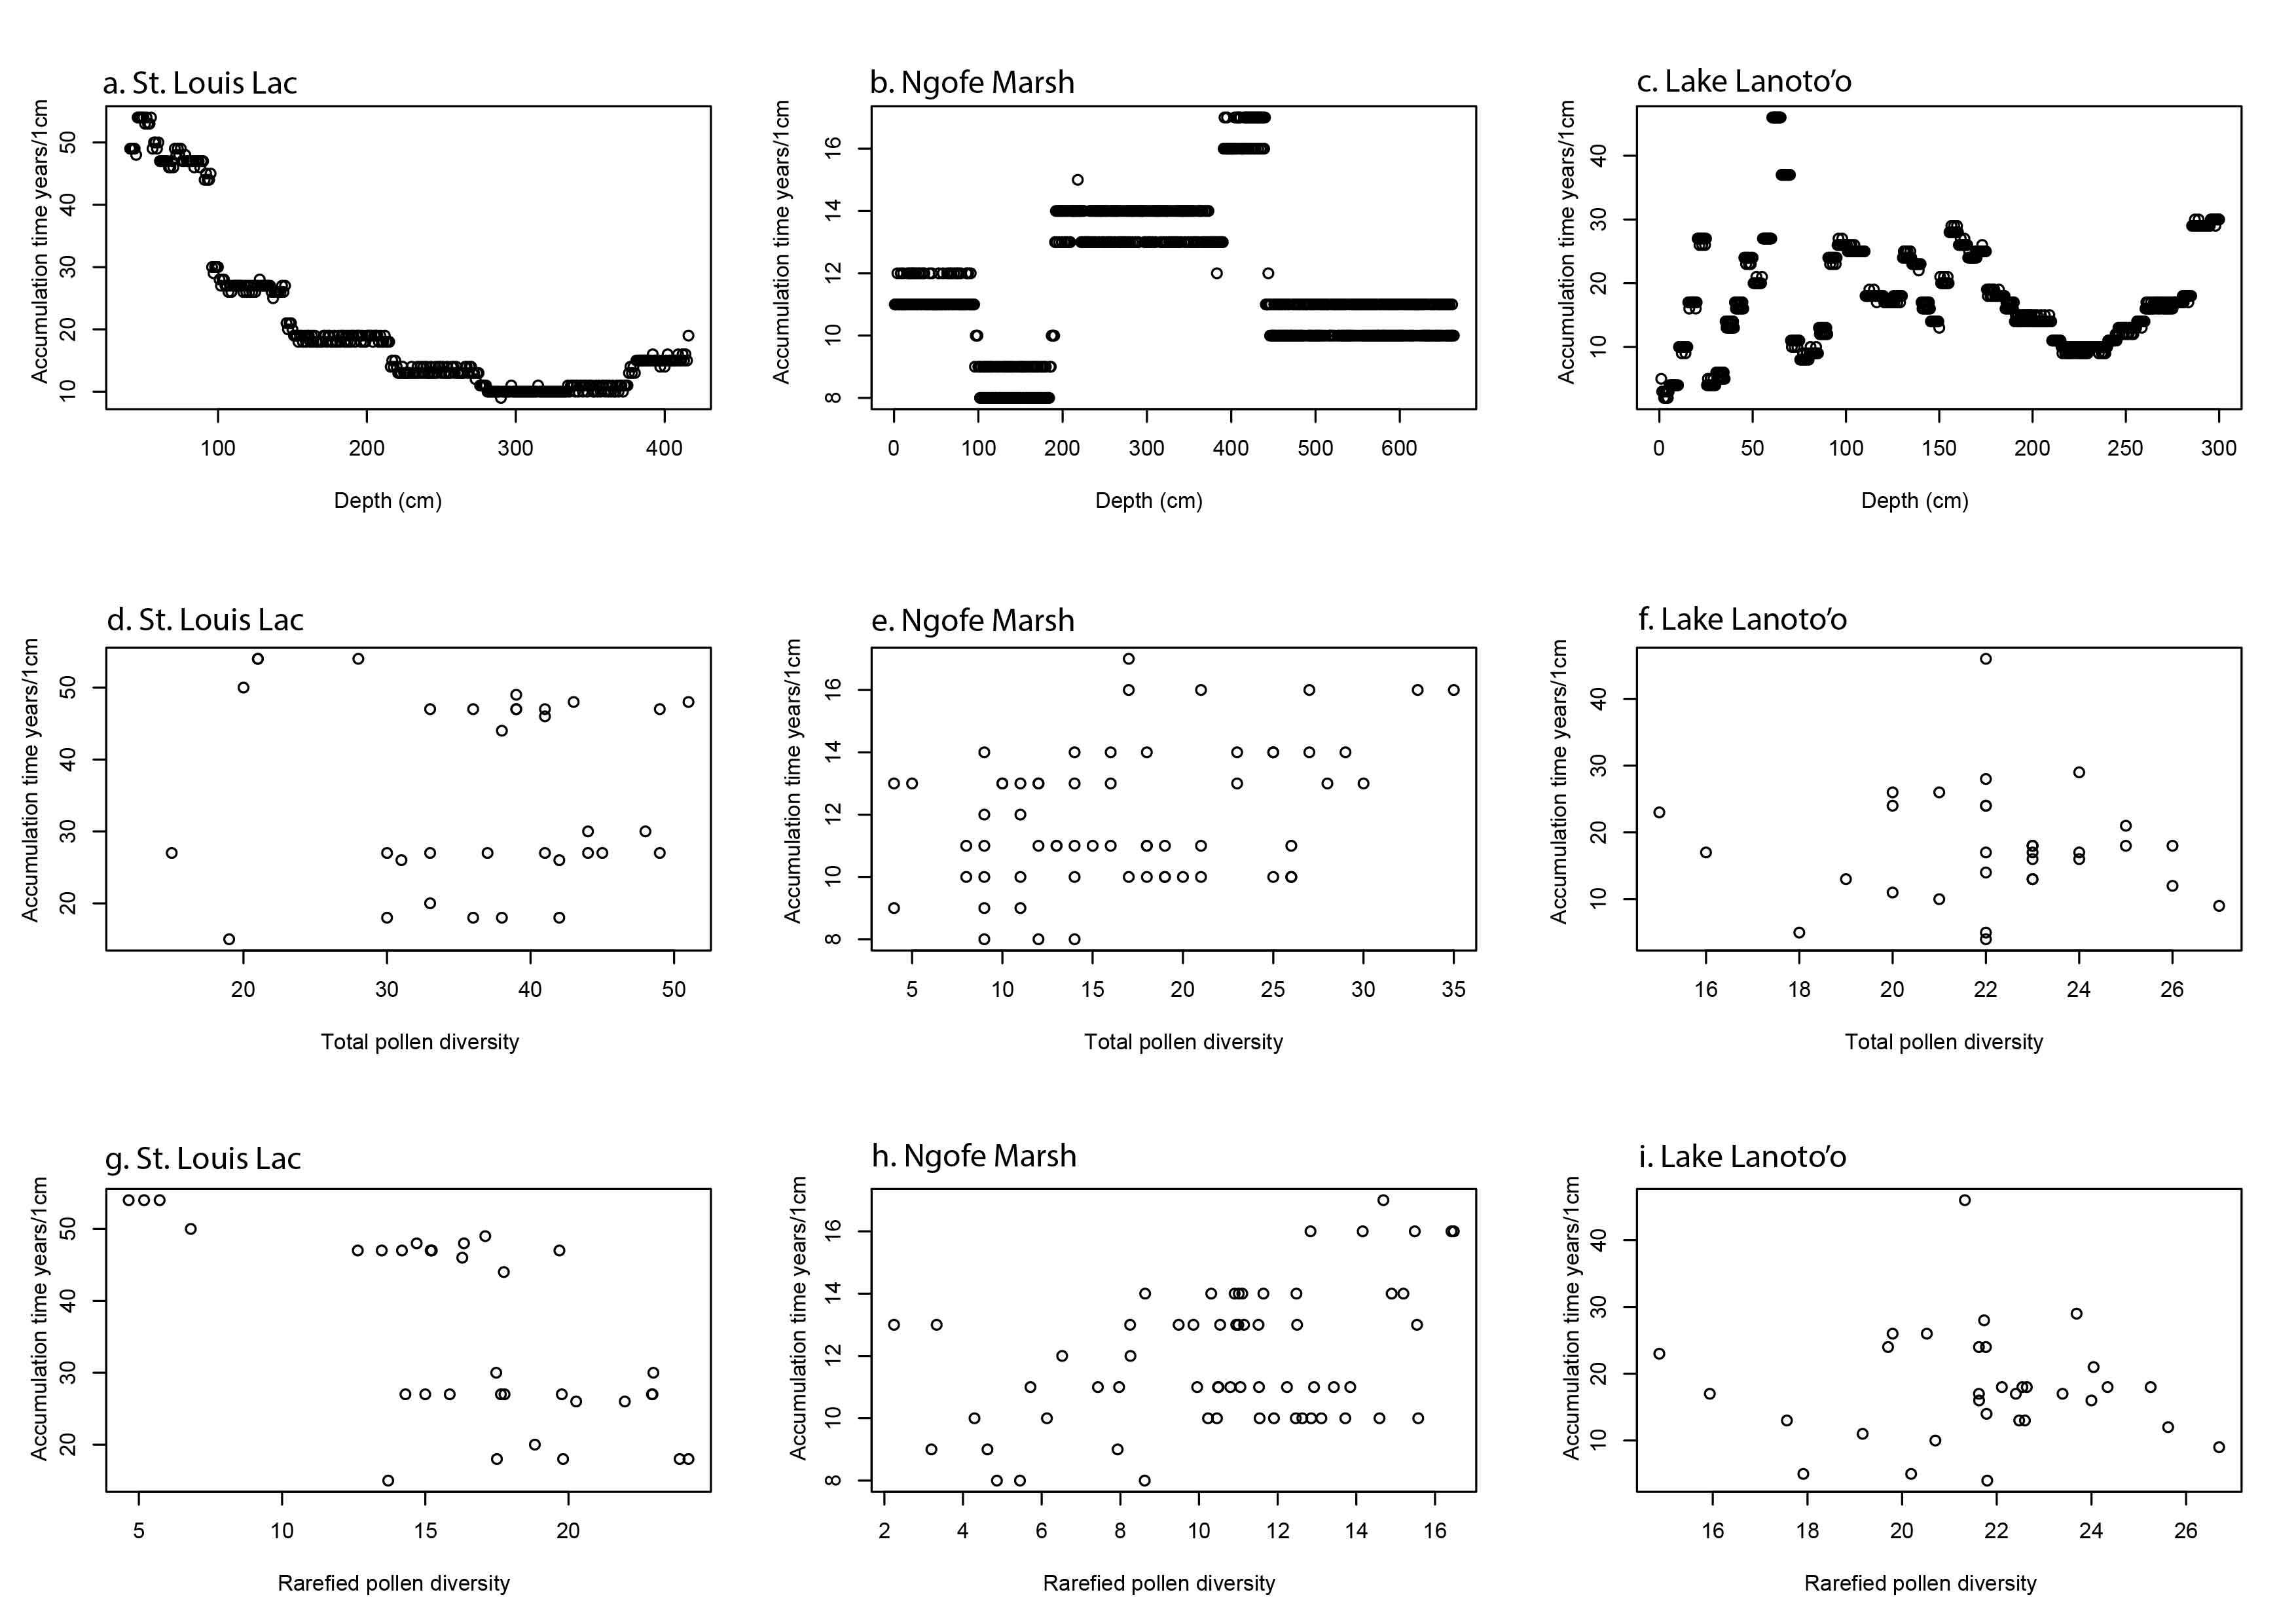 a. St. Louis Lac
Accumulation time years/1cm
10 20 30 40 50
100 200 300 400
Depth (cm)
b. Ngofe Marsh
Accumulation time years/1cm
8 10 12 14 16
0 100 200 300 400 500 600
Depth (cm)
c. Lake Lanoto’o
Accumulation time years/1cm
10 20 30 40
0 50 100 150 200 250 300
Depth (cm)
d. St. Louis Lac
Accumulation time years/1cm
20 30 40 50
20 30 40 50
Total pollen diversity
e. Ngofe Marsh
Accumulation time years/1cm
8 10 12 14 16
5 10 15 20 25 30 35
Total pollen diversity
f. Lake Lanoto’o
Accumulation time years/1cm
10 20 30 40
16 18 20 22 24 26
Total pollen diversity
g. St. Louis Lac
Accumulation time years/1cm
20 30 40 50
5 10 15 20
Rarefied pollen diversity
h. Ngofe Marsh
Accumulation time years/1cm
8 10 12 14 16
2 4 6 8 10 12 14 16
Rarefied pollen diversity
i. Lake Lanoto’o
Accumulation time years/1cm
10 20 30 40
16 18 20 22 24 26
Rarefied pollen diversity